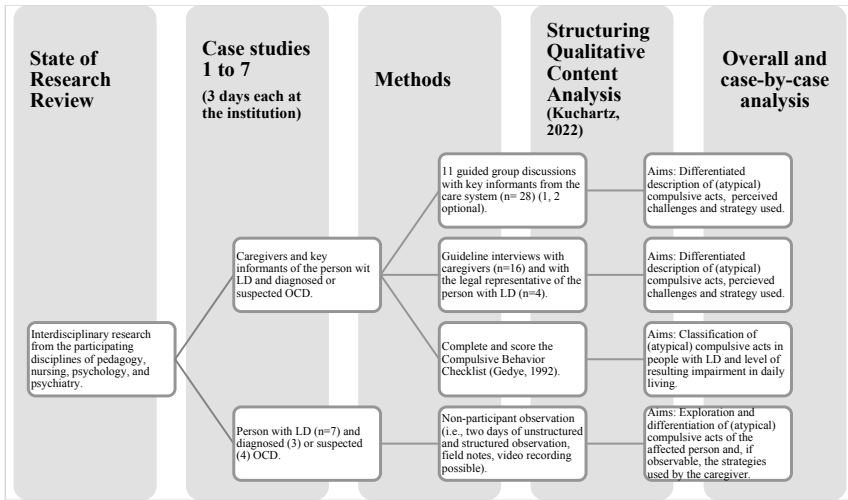 State of
Research
Review
Case studies
1 to 7
(3 days each at
the institution)
Methods
Structuring
Qualitative
Content
Analysis
(Kuchartz,
2022)
Overall and
case-by-case
analysis
Interdisciplinary research
from the participating
disciplines of pedagogy,
nursing, psychology, and
psychiatry.
Caregivers and key
informants of the person wit
LD and diagnosed or
suspected OCD.
Person with LD (n=7) and
diagnosed (3) or suspected
(4) OCD.
11 guided group discussions
with key informants from the
care system (n= 28) (1, 2
optional).
Guideline interviews with
caregivers (n=16) and with
the legal representative of the
person with LD (n=4).
Complete and score the
Compulsive Behavior
Checklist (Gedye, 1992).
Non-participant observation
(i.e., two days of unstructured
and structured observation,
field notes, video recording
possible).
Aims: Differentiated
description of (atypical)
compulsive acts, perceived
challenges and strategy used.
Aims: Differentiated
description of (atypical)
compulsive acts, percieved
challenges and strategy used.
Aims: Classification of
(atypical) compulsive acts in
people with LD and level of
resulting impairment in daily
living.
Aims: Exploration and
differentiation of (atypical)
compulsive acts of the
affected person and, if
observable, the strategies
used by the caregiver.